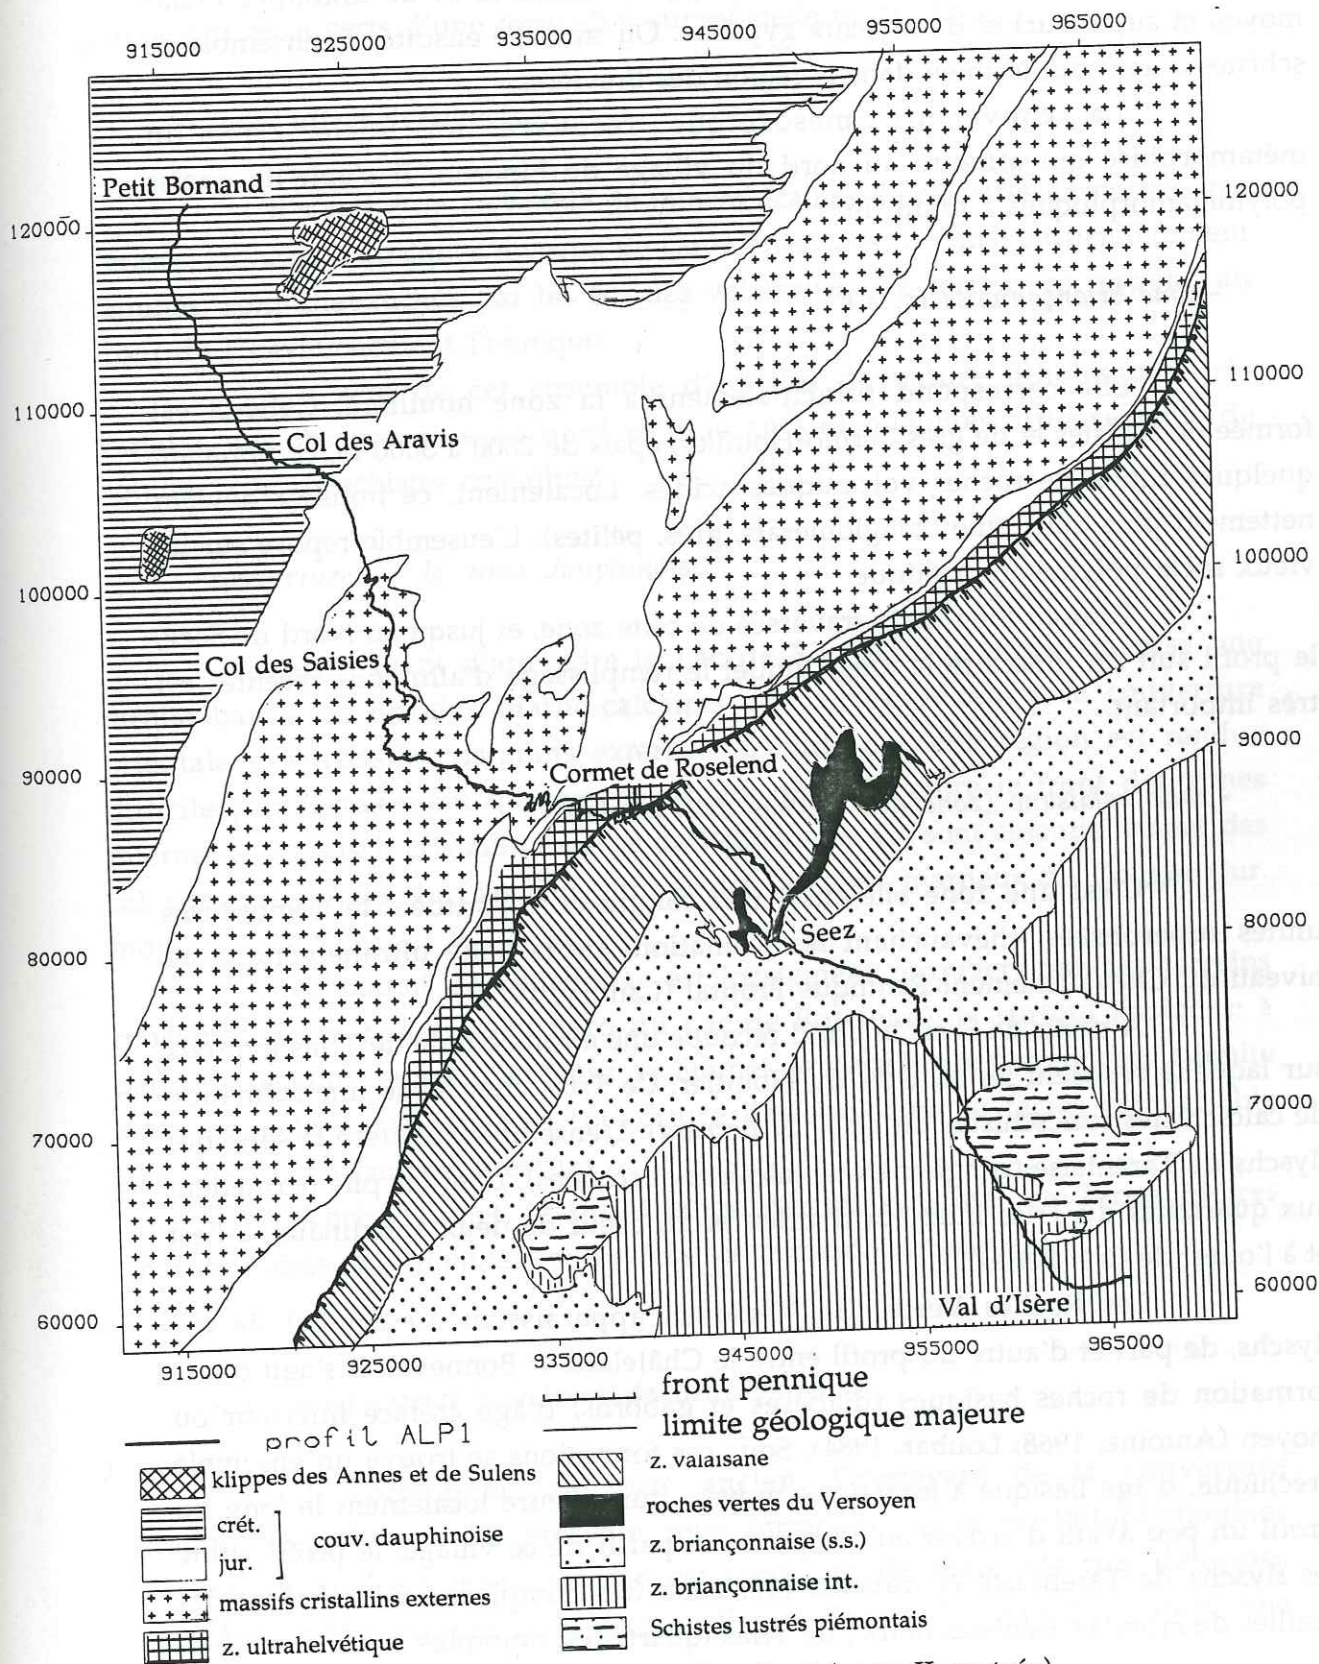 915000
925000
935000
945000
955000
965000
Petit Bornand
120000
120000
110000
110000
Col des Aravis
100000
100000
Col des Saisies
90000
90000
Cormet de Roselend
80000
80000
Seez
70000
70000
60000
60000
Val d'Isère
915000
925000
935000
945000
955000
965000
front pennique
limite géologique majeure
profil ALP1
klippes des Annes et de Sulens
crét.
couv. dauphinoise
jur.
massifs cristallins externes
z. ultrahelvétique
z. valaisane
roches vertes du Versoyen
z. briançonnaise (s.s.)
z. briançonnaise int.
Schistes lustrés piémontais